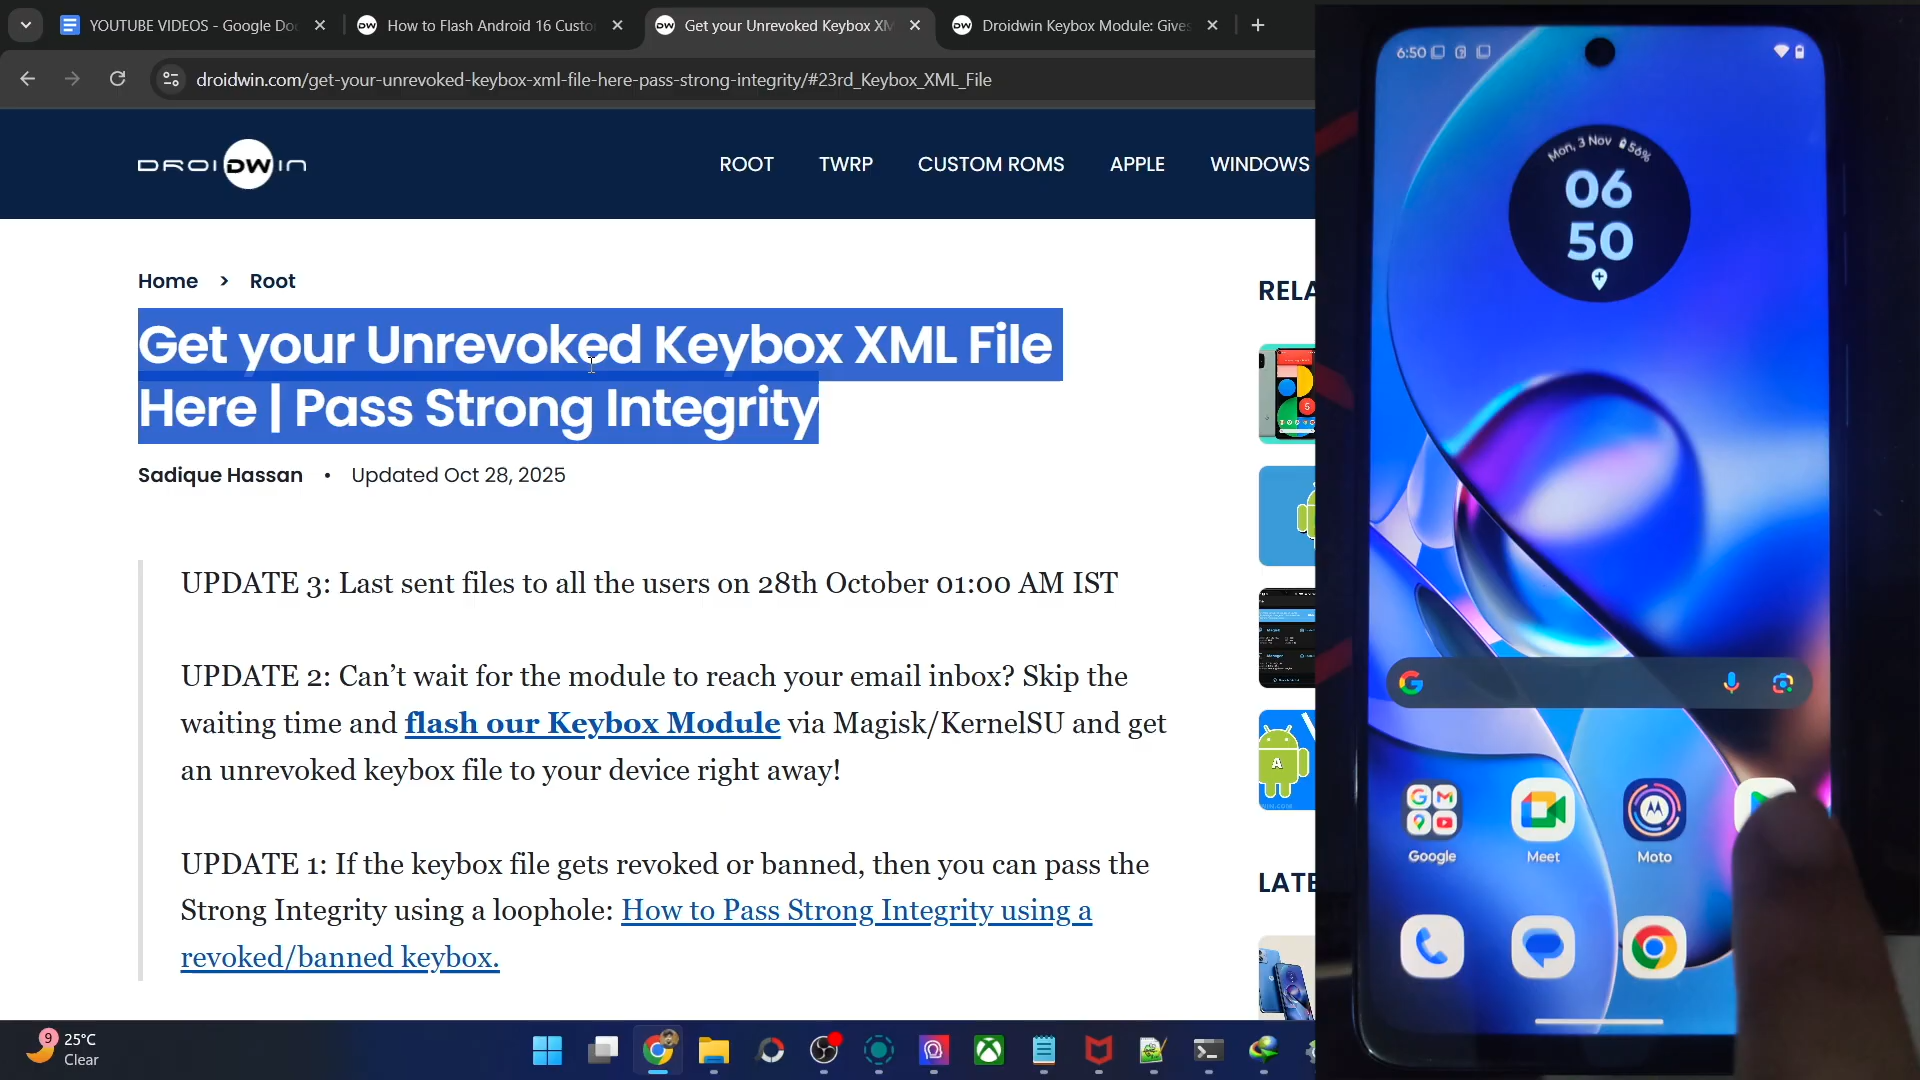 YOUTUBE VIDEOS - Google Do
How to Flash Android 16 Custo
Get your Unrevoked Keybox XM
Droidwin Keybox Module: Gives
droidwin.com/get-your-unrevoked-keybox-xml-file-here-pass-strong-integrity/#23rd_Keybox_XML_File
DROIDWIN
ROOT
TWRP
CUSTOM ROMS
APPLE
WINDOWS
Home > Root
Get your Unrevoked Keybox XML File
Here | Pass Strong Integrity
Sadique Hassan • Updated Oct 28, 2025
UPDATE 3: Last sent files to all the users on 28th October 01:00 AM IST
UPDATE 2: Can’t wait for the module to reach your email inbox? Skip the
waiting time and flash our Keybox Module via Magisk/KernelSU and get
an unrevoked keybox file to your device right away!
UPDATE 1: If the keybox file gets revoked or banned, then you can pass the
Strong Integrity using a loophole: How to Pass Strong Integrity using a
revoked/banned keybox.
RELA
LATE
6:50
Mon, 3 Nov 56%
06
50
Google
Meet
Moto
9
25°C
Clear